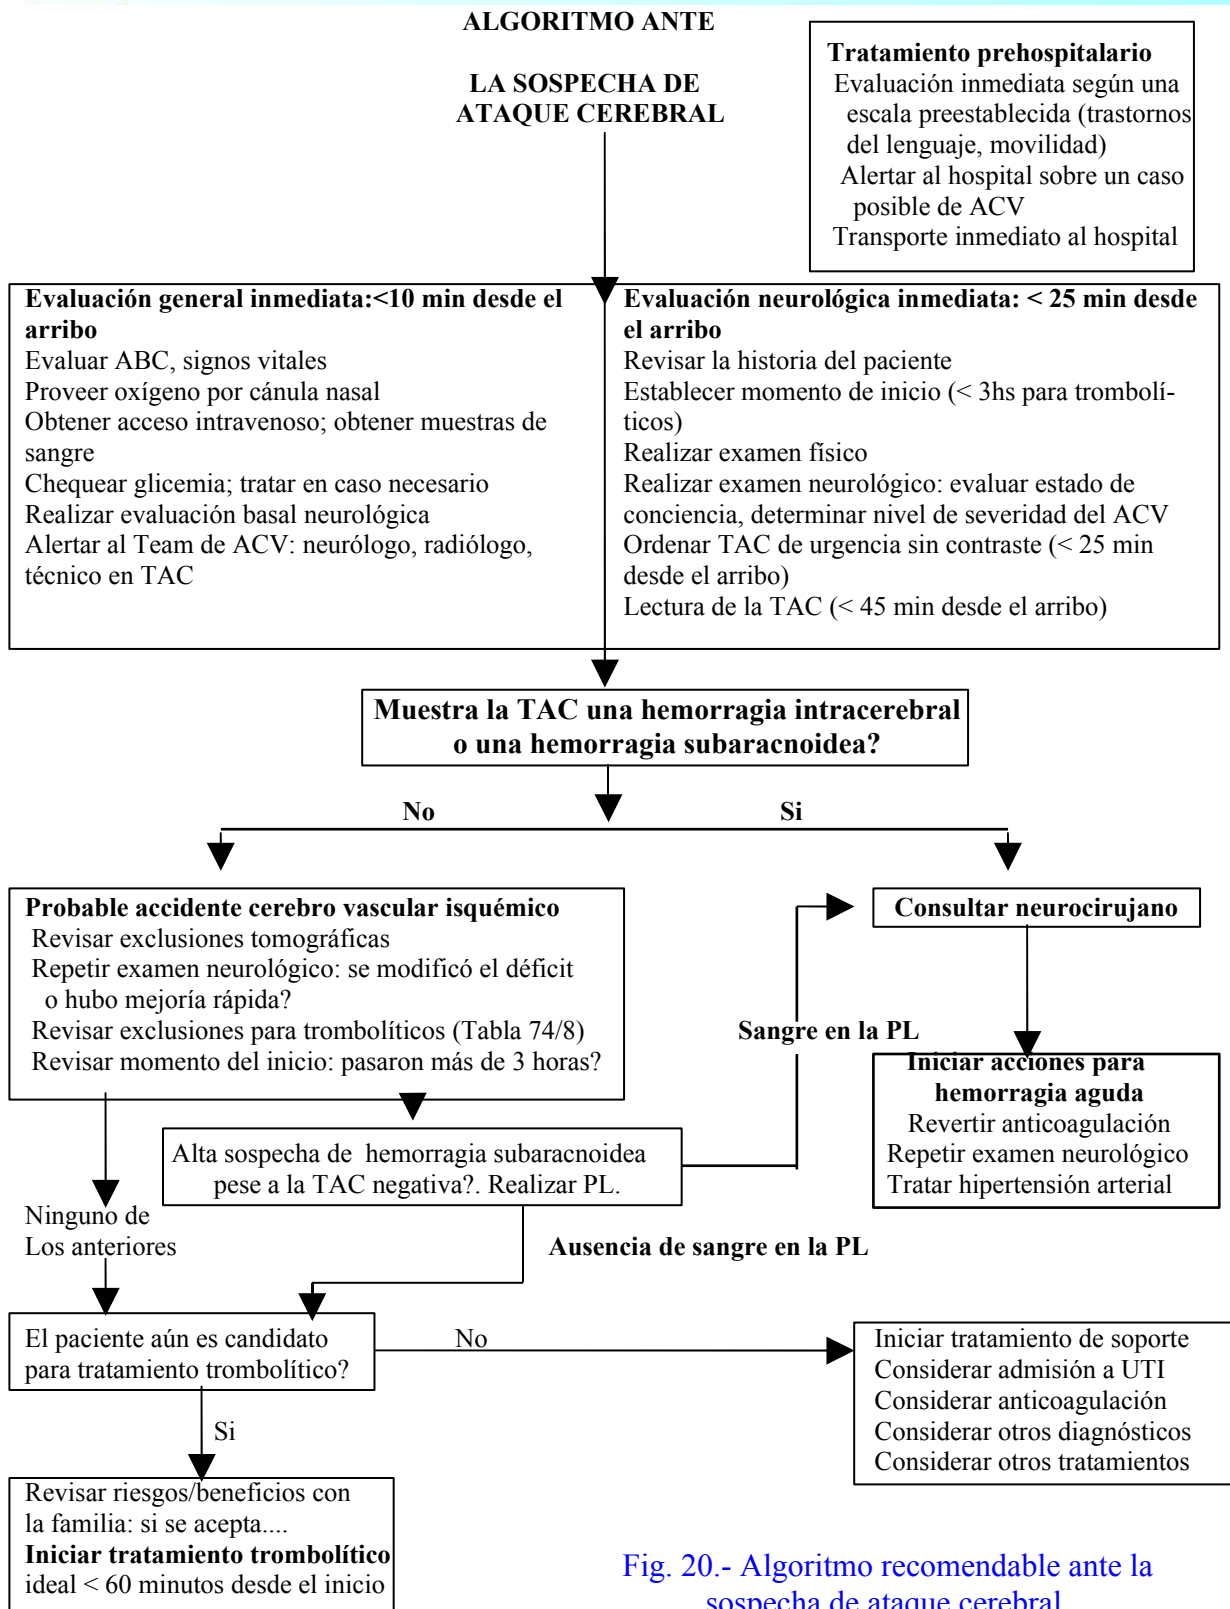 ALGORITMO ANTE
LA SOSPECHA DE
ATAQUE CEREBRAL
Tratamiento prehospitalario
Evaluación inmediata según una
escala preestablecida (trastornos
del lenguaje, movilidad)
Alertar al hospital sobre un caso
posible de ACV
Transporte inmediato al hospital
Evaluación general inmediata:<10 min desde el
arribo
Evaluar ABC, signos vitales
Proveer oxígeno por cánula nasal
Obtener acceso intravenoso; obtener muestras de
sangre
Chequear glicemia; tratar en caso necesario
Realizar evaluación basal neurológica
Alertar al Team de ACV: neurólogo, radiólogo,
técnico en TAC
Evaluación neurológica inmediata: < 25 min desde
el arribo
Revisar la historia del paciente
Establecer momento de inicio (< 3hs para trombolí-
ticos)
Realizar examen físico
Realizar examen neurológico: evaluar estado de
conciencia, determinar nivel de severidad del ACV
Ordenar TAC de urgencia sin contraste (< 25 min
desde el arribo)
Lectura de la TAC (< 45 min desde el arribo)
Muestra la TAC una hemorragia intracerebral
o una hemorragia subaracnoidea?
No
Si
Probable accidente cerebro vascular isquémico
Revisar exclusiones tomográficas
Repetir examen neurológico: se modificó el déficit
o hubo mejoría rápida?
Revisar exclusiones para trombolíticos (Tabla 74/8)
Revisar momento del inicio: pasaron más de 3 horas?
Consultar neurocirujano
Sangre en la PL
Iniciar acciones para
hemorragia aguda
Revertir anticoagulación
Repetir examen neurológico
Tratar hipertensión arterial
Alta sospecha de hemorragia subaracnoidea
pese a la TAC negativa?. Realizar PL.
Ninguno de
Los anteriores
Ausencia de sangre en la PL
El paciente aún es candidato
para tratamiento trombolítico?
No
Iniciar tratamiento de soporte
Considerar admisión a UTI
Considerar anticoagulación
Considerar otros diagnósticos
Considerar otros tratamientos
Si
Revisar riesgos/beneficios con
la familia: si se acepta....
Iniciar tratamiento trombolítico
ideal < 60 minutos desde el inicio
Fig. 20.- Algoritmo recomendable ante la
sospecha de ataque cerebral